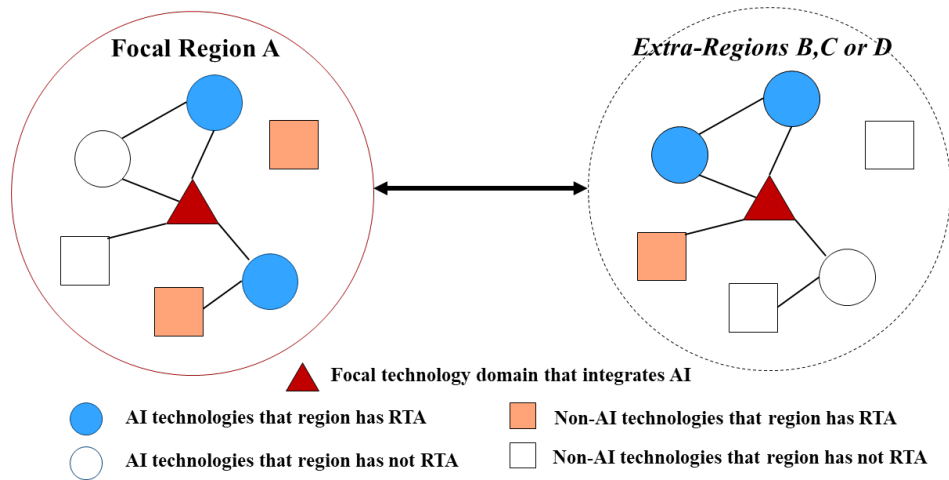 Focal Region A
Extra-Regions B,C or D
Focal technology domain that integrates AI
AI technologies that region has RTA
Non-AI technologies that region has RTA
AI technologies that region has not RTA
Non-AI technologies that region has not RTA